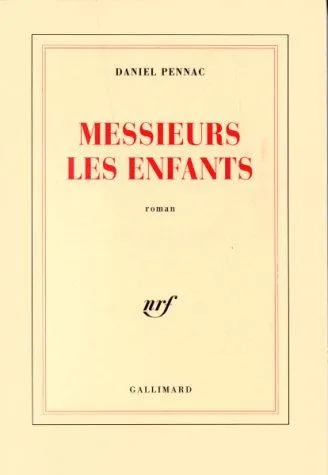 DANIEL PENNAC
MESSIEURS
LES ENFANTS
roman
nrf
GALLIMARD